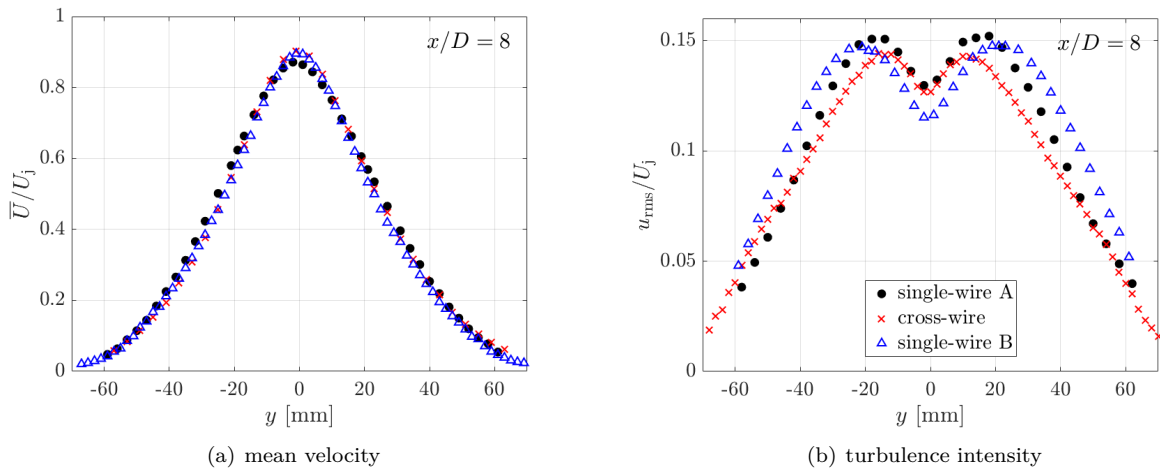 1
0.8
0.6
0.4
0.2
0
-60 -40 -20 0 20 40 60
U̅/Uj
y [mm]
x/D = 8
(a) mean velocity
0.15
0.1
0.05
0
-60 -40 -20 0 20 40 60
urms/Uj
y [mm]
x/D = 8
single-wire A
cross-wire
single-wire B
(b) turbulence intensity